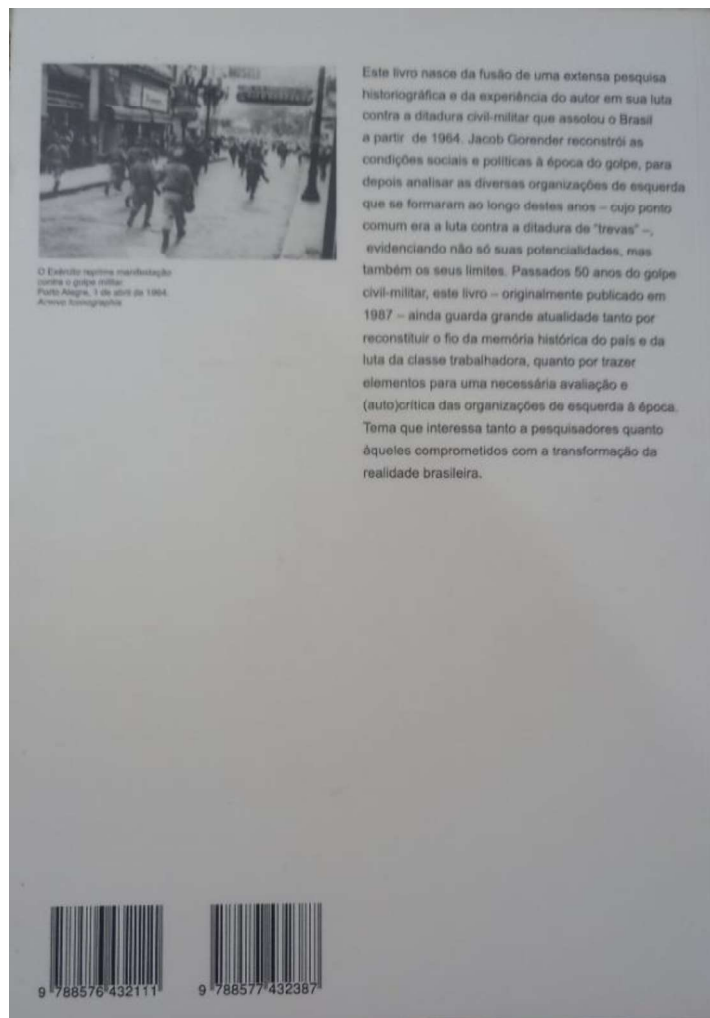 O Exército reprime manifestação
contra o golpe militar.
Porto Alegre, 1 de abril de 1964.
Acervo Iconographia
Este livro nasce da fusão de uma extensa pesquisa
historiográfica e da experiência do autor em sua luta
contra a ditadura civil-militar que assolou o Brasil
a partir de 1964. Jacob Gorender reconstrói as
condições sociais e políticas à época do golpe, para
depois analisar as diversas organizações de esquerda
que se formaram ao longo destes anos – cujo ponto
comum era a luta contra a ditadura de "trevas" –,
evidenciando não só suas potencialidades, mas
também os seus limites. Passados 50 anos do golpe
civil-militar, este livro – originalmente publicado em
1987 – ainda guarda grande atualidade tanto por
reconstituir o fio da memória histórica do país e da
luta da classe trabalhadora, quanto por trazer
elementos para uma necessária avaliação e
(auto)crítica das organizações de esquerda à época.
Tema que interessa tanto a pesquisadores quanto
àqueles comprometidos com a transformação da
realidade brasileira.
9 788576 432111
9 788577 432387